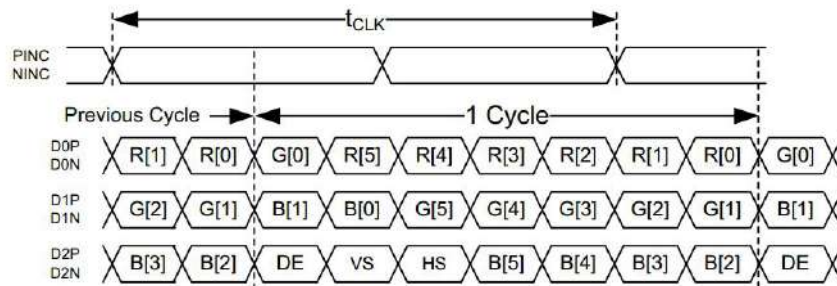 tCLK
PINC
NINC
Previous Cycle 1 Cycle
D0P
D0N
R[1] R[0] G[0] R[5] R[4] R[3] R[2] R[1] R[0] G[0]
D1P
D1N
G[2] G[1] B[1] B[0] G[5] G[4] G[3] G[2] G[1] B[1]
D2P
D2N
B[3] B[2] DE VS HS B[5] B[4] B[3] B[2] DE